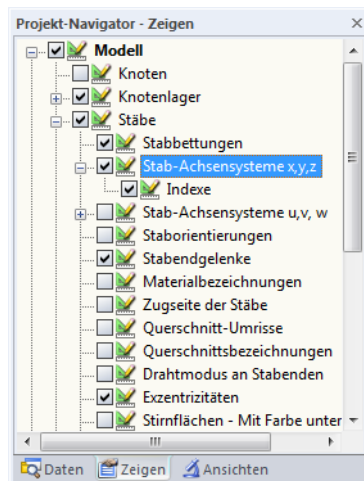 Projekt-Navigator - Zeigen
Modell
Knoten
Knotenlager
Stäbe
Stabbettungen
Stab-Achsensysteme x,y,z
Indexe
Stab-Achsensysteme u,v, w
Staborientierungen
Stabendgelenke
Materialbezeichnungen
Zugseite der Stäbe
Querschnitt-Umrisse
Querschnittsbezeichnungen
Drahtmodus an Stabenden
Exzentrizitäten
Stirnflächen - Mit Farbe unter
Daten Zeigen Ansichten